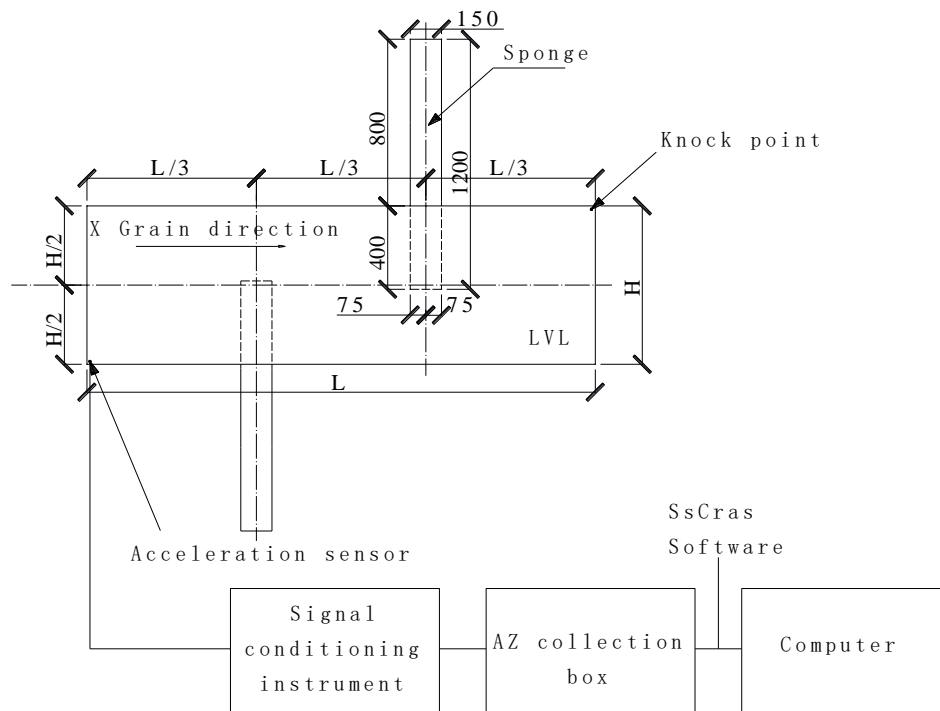 150
Sponge
800
1200
Knock point
L/3
L/3
L/3
X Grain direction
H/2
400
H
H/2
75
75
LVL
L
Acceleration sensor
SsCras
Software
Signal
conditioning
instrument
AZ collection
box
Computer